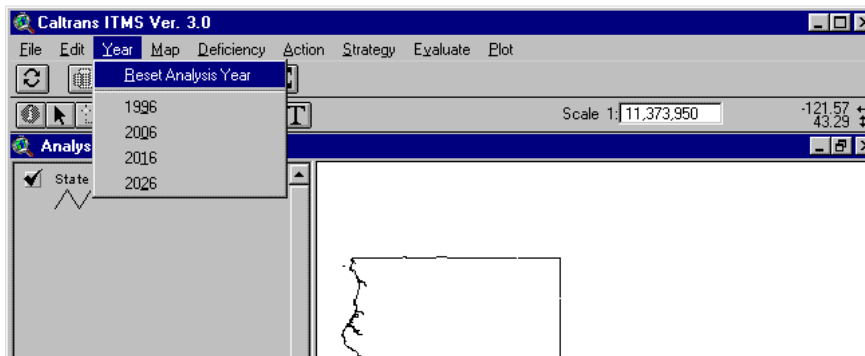 Caltrans ITMS Ver. 3.0
File Edit Year Map Deficiency Action Strategy Evaluate Plot
Reset Analysis Year
1996
2006
2016
2026
T
Scale 1: 11,373,950
-121.57
43.29
Analys
State